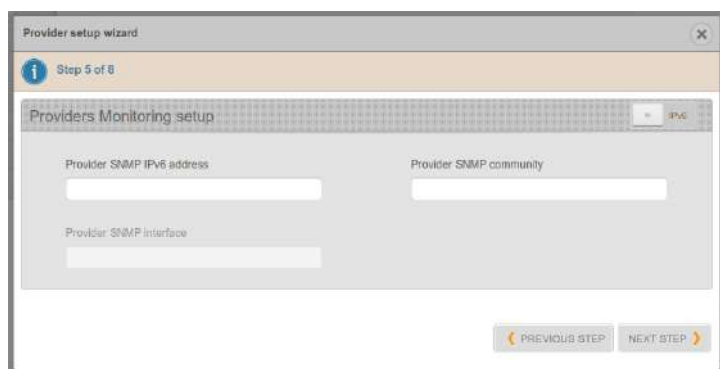 Provider setup wizard
Step 5 of 8
Providers Monitoring setup
IPv6
Provider SNMP IPv6 address
Provider SNMP community
Provider SNMP interface
PREVIOUS STEP
NEXT STEP